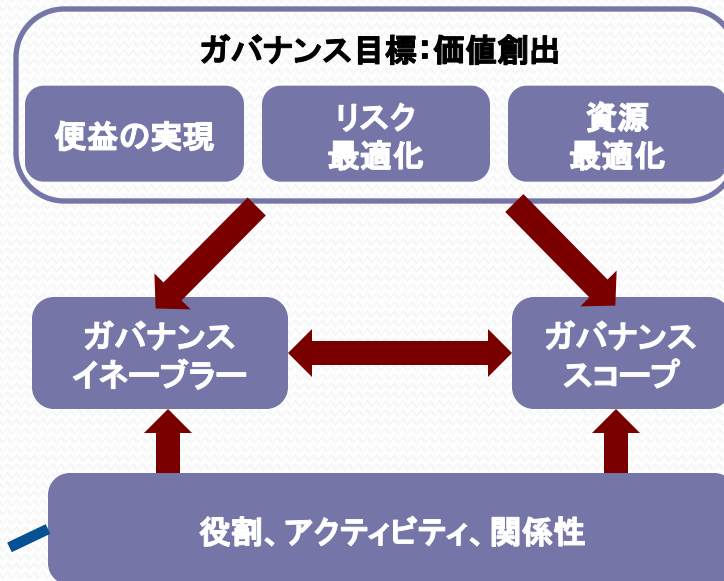 ガバナンス目標：価値創出
便益の実現
リスク
最適化
資源
最適化
ガバナンス
イネーブラー
ガバナンス
スコープ
役割、アクティビティ、関係性